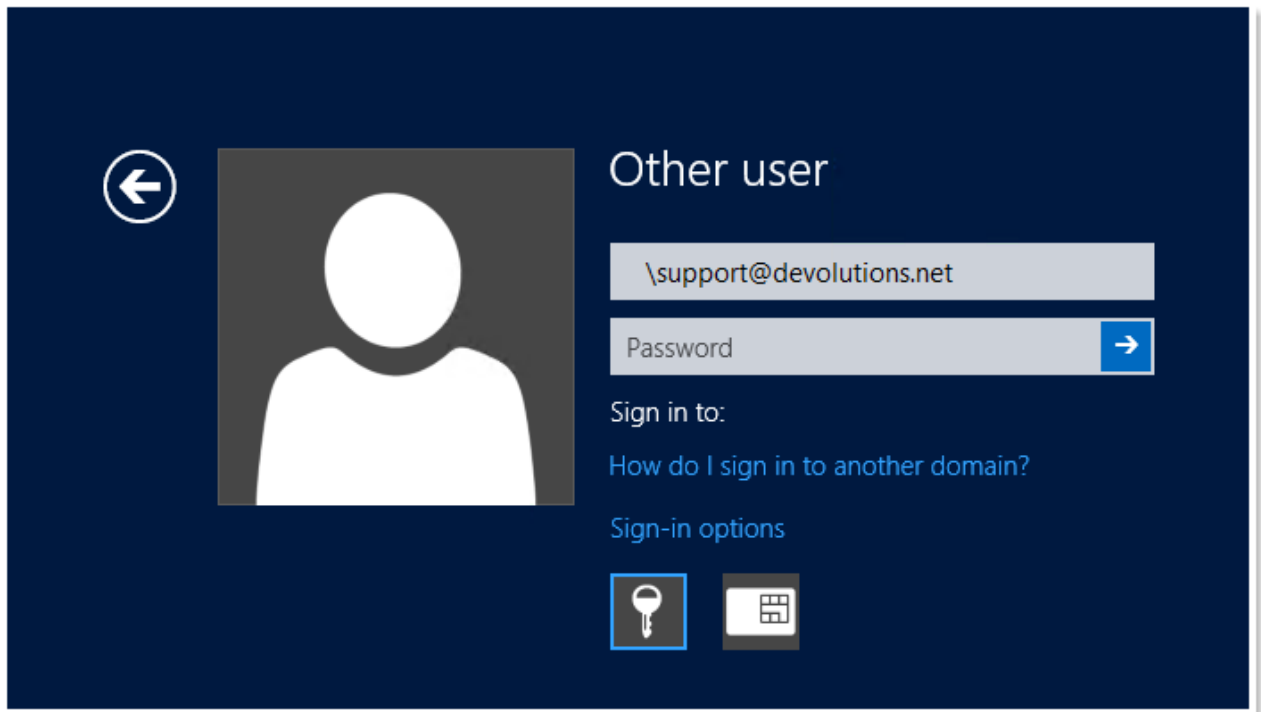 Other user
\support@devolutions.net
Password
Sign in to:
How do I sign in to another domain?
Sign-in options